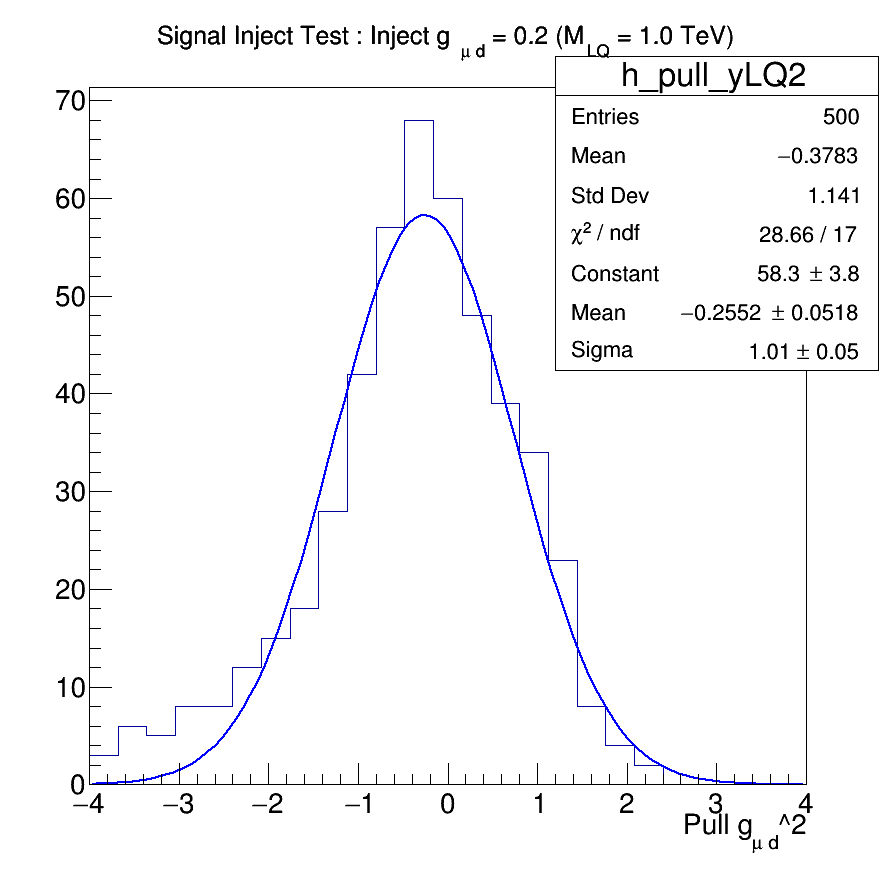 Signal Inject Test : Inject g μ d = 0.2 (M LQ = 1.0 TeV)
h_pull_yLQ2
Entries 500
Mean −0.3783
Std Dev 1.141
χ² / ndf 28.66 / 17
Constant 58.3 ± 3.8
Mean −0.2552 ± 0.0518
Sigma 1.01 ± 0.05
70
60
50
40
30
20
10
0
−4 −3 −2 −1 0 1 2 3 4
Pull g μ d ^2